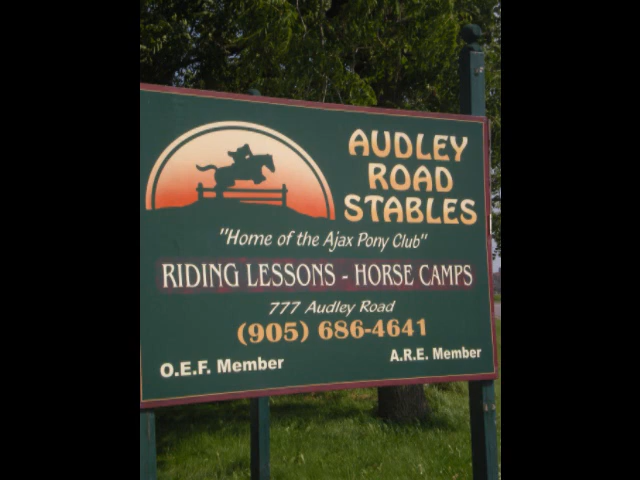 AUDLEY
ROAD
STABLES
"Home of the Ajax Pony Club"
RIDING LESSONS - HORSE CAMPS
777 Audley Road
(905) 686-4641
O.E.F. Member
A.R.E. Member